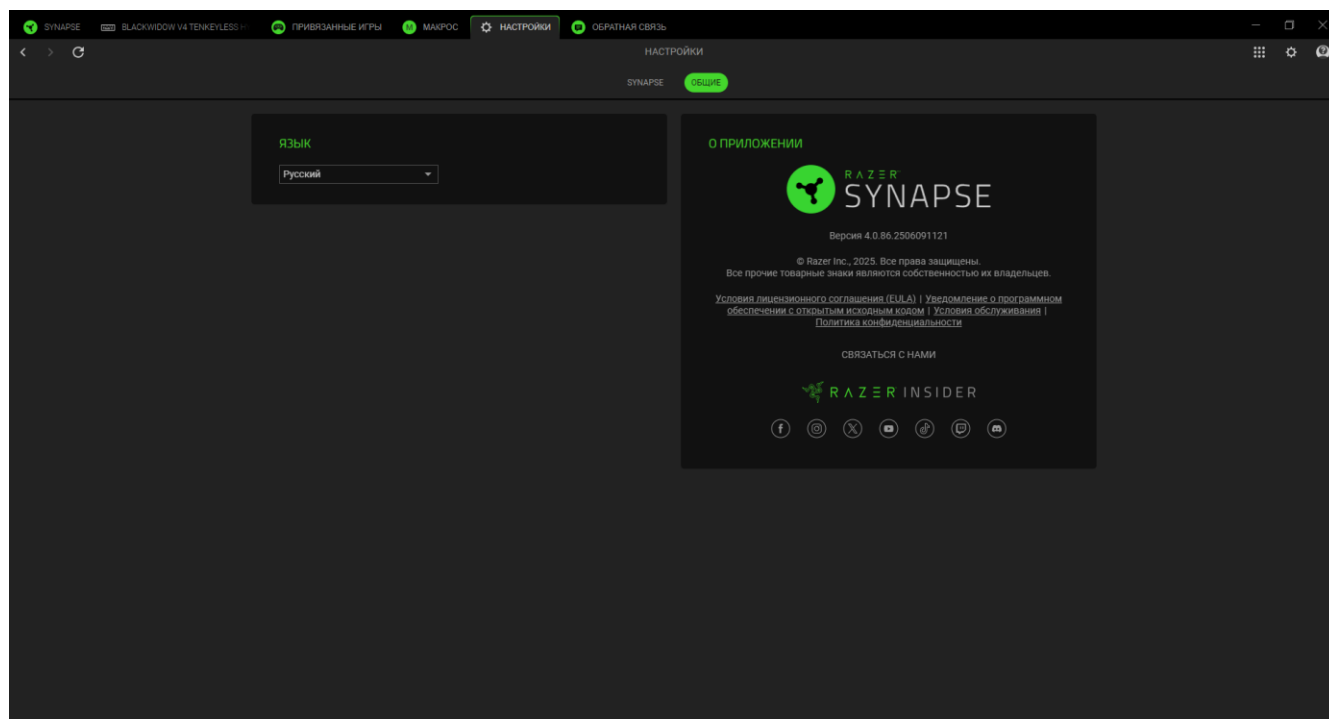 SYNAPSE
BLACKWIDOW V4 TENKEYLESS
ПРИВЯЗАННЫЕ ИГРЫ
M
МАКРОС
НАСТРОЙКИ
ОБРАТНАЯ СВЯЗЬ
НАСТРОЙКИ
SYNAPSE
ОБЩИЕ
ЯЗЫК
Русский
О ПРИЛОЖЕНИИ
RAZER
SYNAPSE
Версия 4.0.86.2506091121
© Razer Inc., 2025. Все права защищены.
Все прочие товарные знаки являются собственностью их владельцев.
Условия лицензионного соглашения (EULA) | Уведомление о программном
обеспечении с открытым исходным кодом | Условия обслуживания |
Политика конфиденциальности
СВЯЗАТЬСЯ С НАМИ
RAZER INSIDER